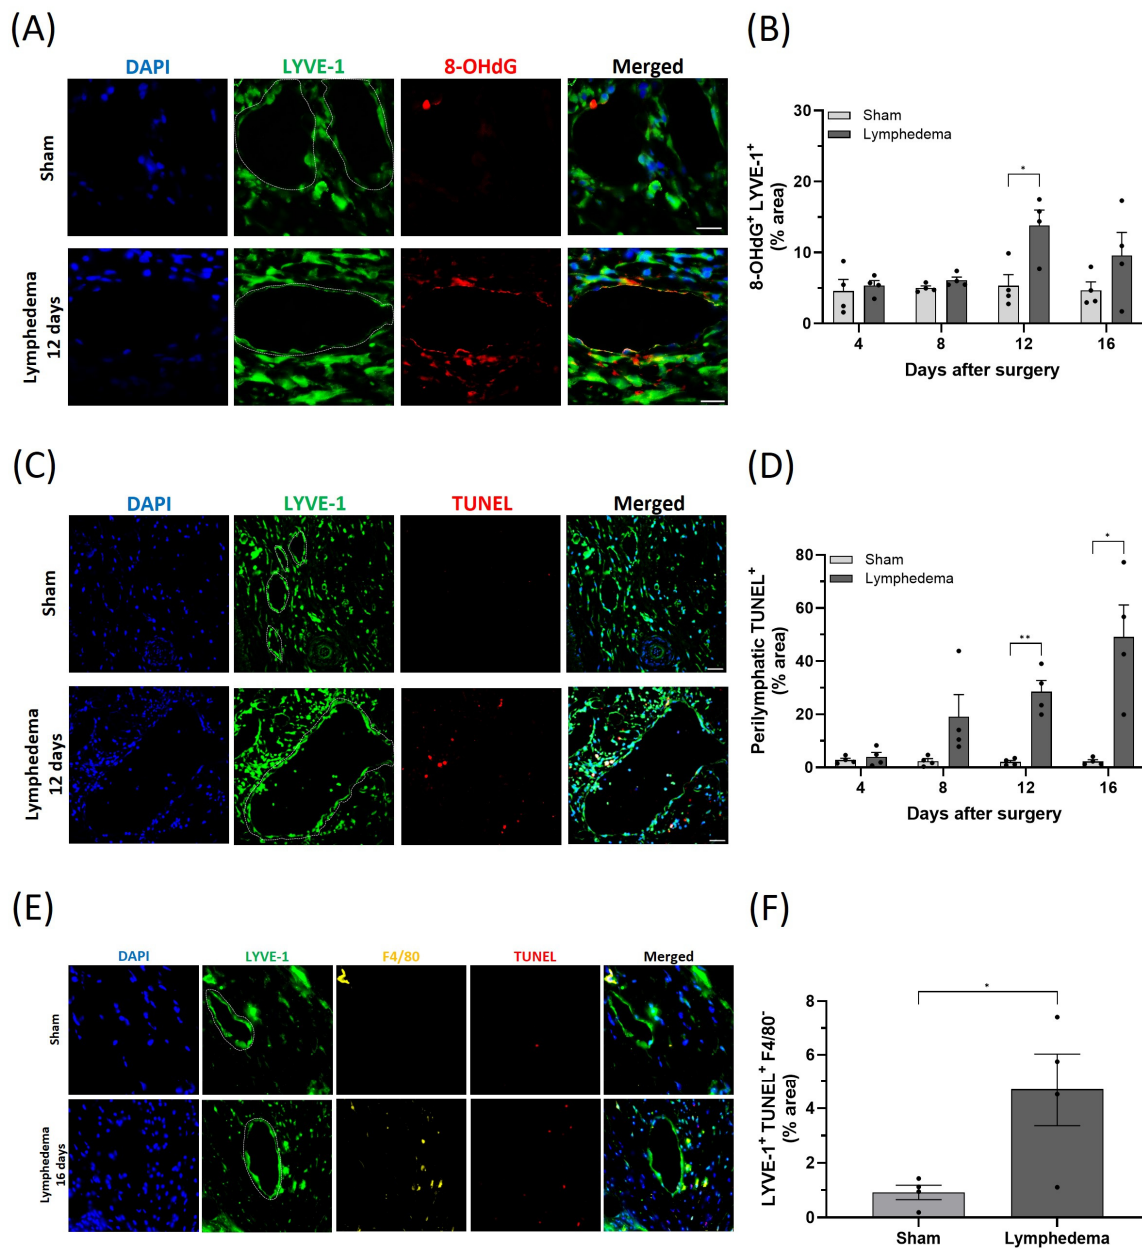 (A)
DAPI LYVE-1 8-OHdG Merged
Sham
Lymphedema
12 days
(B)
8-OHdG⁺ LYVE-1⁺
(% area)
30
20
10
0
Sham
Lymphedema
*
4 8 12 16
Days after surgery
(C)
DAPI LYVE-1 TUNEL Merged
Sham
Lymphedema
12 days
(D)
Perilymphatic TUNEL⁺
(% area)
80
60
40
20
0
Sham
Lymphedema
**
*
4 8 12 16
Days after surgery
(E)
DAPI LYVE-1 F4/80 TUNEL Merged
Sham
Lymphedema
16 days
(F)
LYVE-1⁺ TUNEL⁺ F4/80⁻
(% area)
8
6
4
2
0
*
Sham Lymphedema